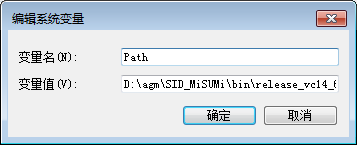 编辑系统变量
变量名(N): Path
变量值(V): D:\agm\SID_MiSUMi\bin\release_vc14_6
确定 取消